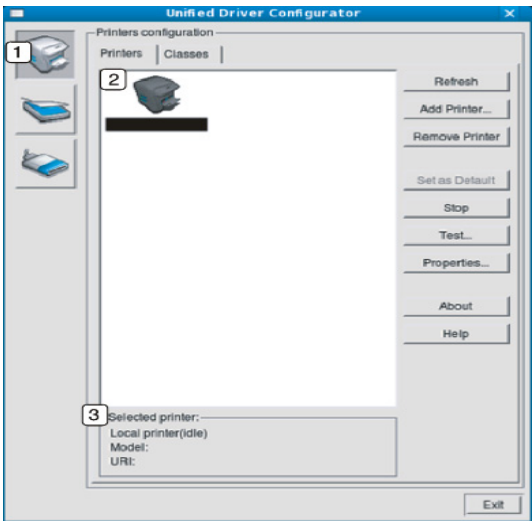 Unified Driver Configurator
1
Printers configuration
Printers Classes
2
Refresh
Add Printer...
Remove Printer
Set as Default
Stop
Test...
Properties...
About
Help
3
Selected printer:
Local printer(idle)
Model:
URI:
Exit